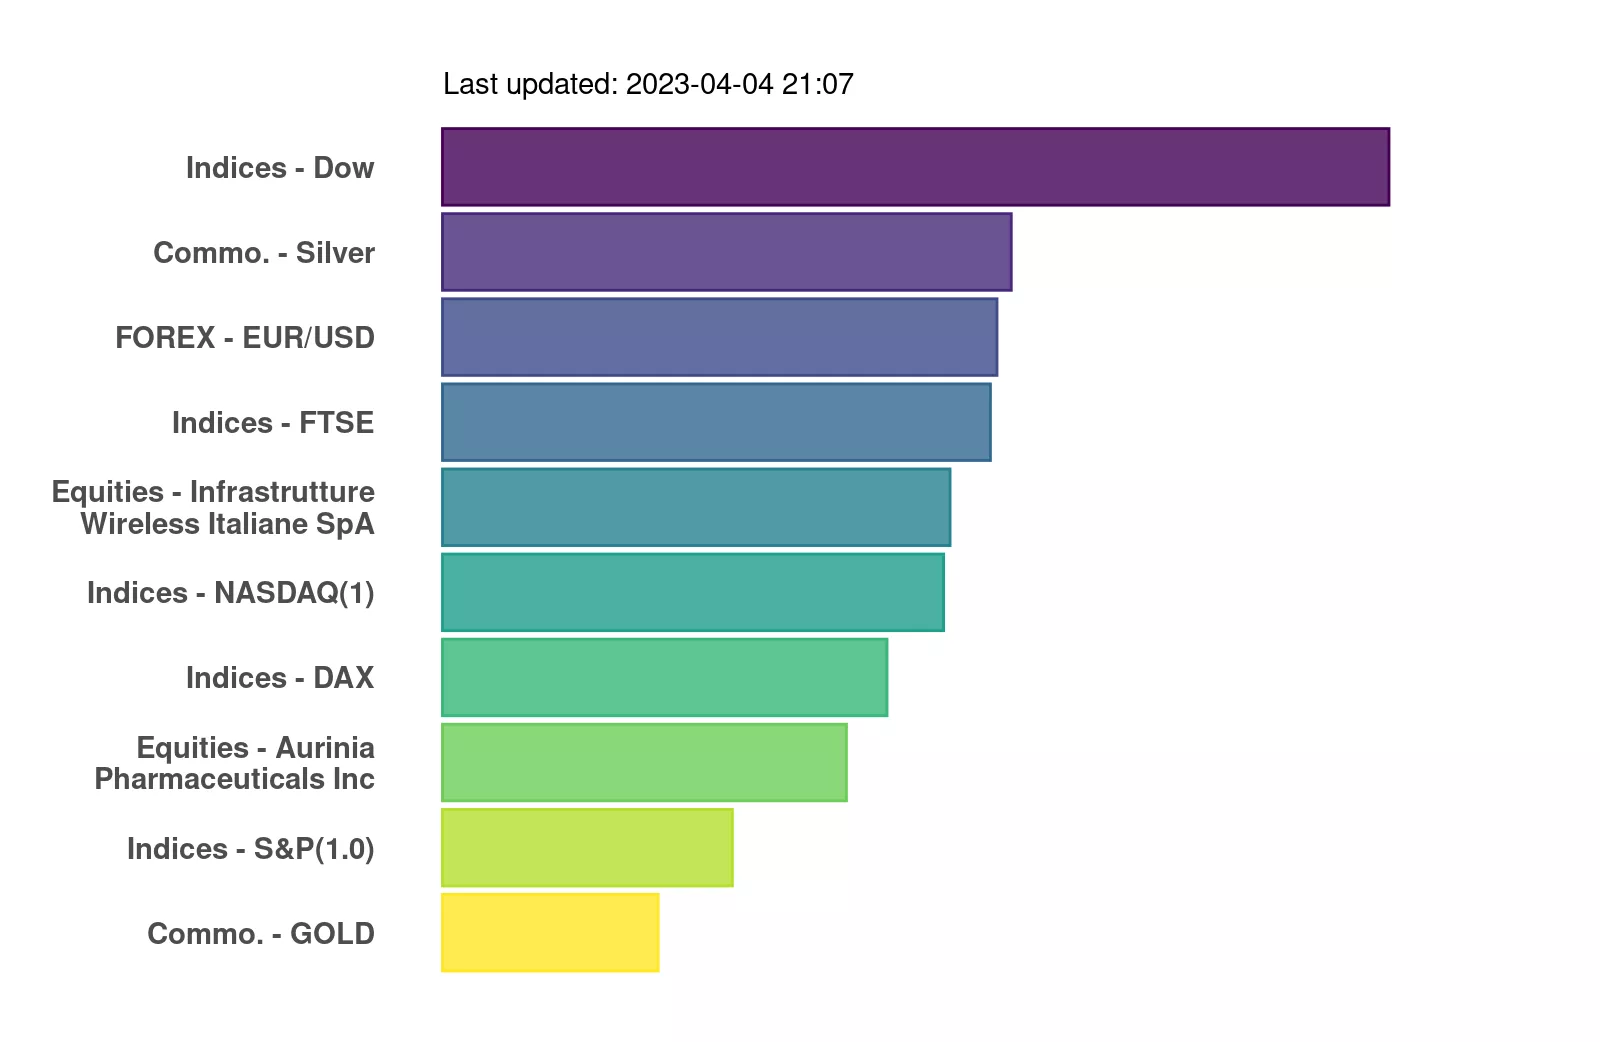 Last updated: 2023-04-04 21:07
Indices - Dow
Commo. - Silver
FOREX - EUR/USD
Indices - FTSE
Equities - Infrastrutture
Wireless Italiane SpA
Indices - NASDAQ(1)
Indices - DAX
Equities - Aurinia
Pharmaceuticals Inc
Indices - S&P(1.0)
Commo. - GOLD